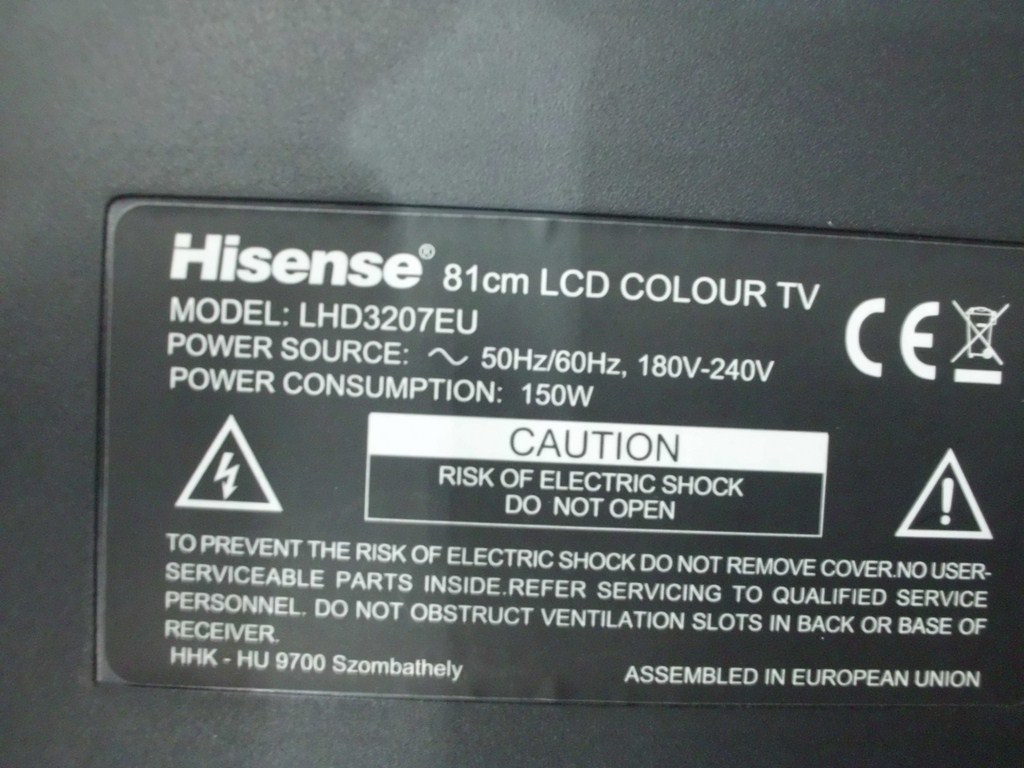 Hisense® 81cm LCD COLOUR TV
MODEL: LHD3207EU
POWER SOURCE: ~ 50Hz/60Hz, 180V-240V
POWER CONSUMPTION: 150W
CE
CAUTION
RISK OF ELECTRIC SHOCK
DO NOT OPEN
TO PREVENT THE RISK OF ELECTRIC SHOCK DO NOT REMOVE COVER.NO USER-
SERVICEABLE PARTS INSIDE.REFER SERVICING TO QUALIFIED SERVICE
PERSONNEL. DO NOT OBSTRUCT VENTILATION SLOTS IN BACK OR BASE OF
RECEIVER.
HHK - HU 9700 Szombathely
ASSEMBLED IN EUROPEAN UNION